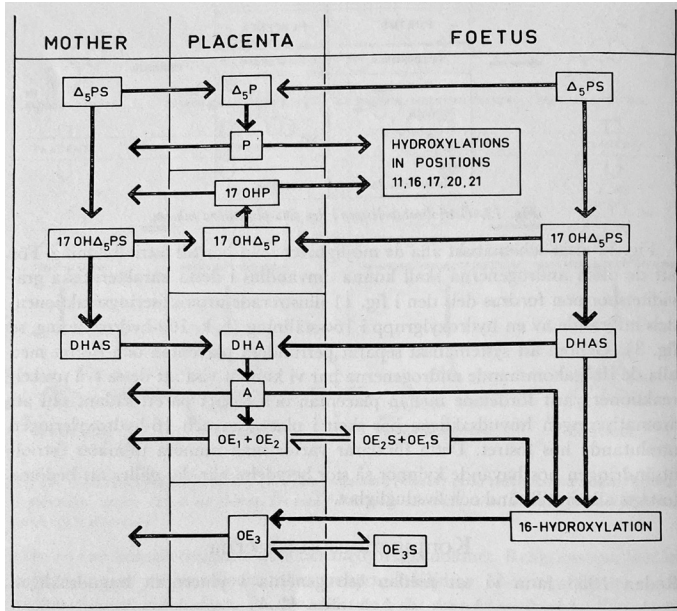 MOTHER PLACENTA FOETUS
Δ₅PS Δ₅P Δ₅PS
P HYDROXYLATIONS
IN POSITIONS
11,16,17,20,21
17 OHP
17 OHΔ₅PS 17 OHΔ₅P 17 OHΔ₅PS
DHAS DHA DHAS
A
OE₁ + OE₂ OE₂S + OE₁S
OE₃ 16-HYDROXYLATION
OE₃S